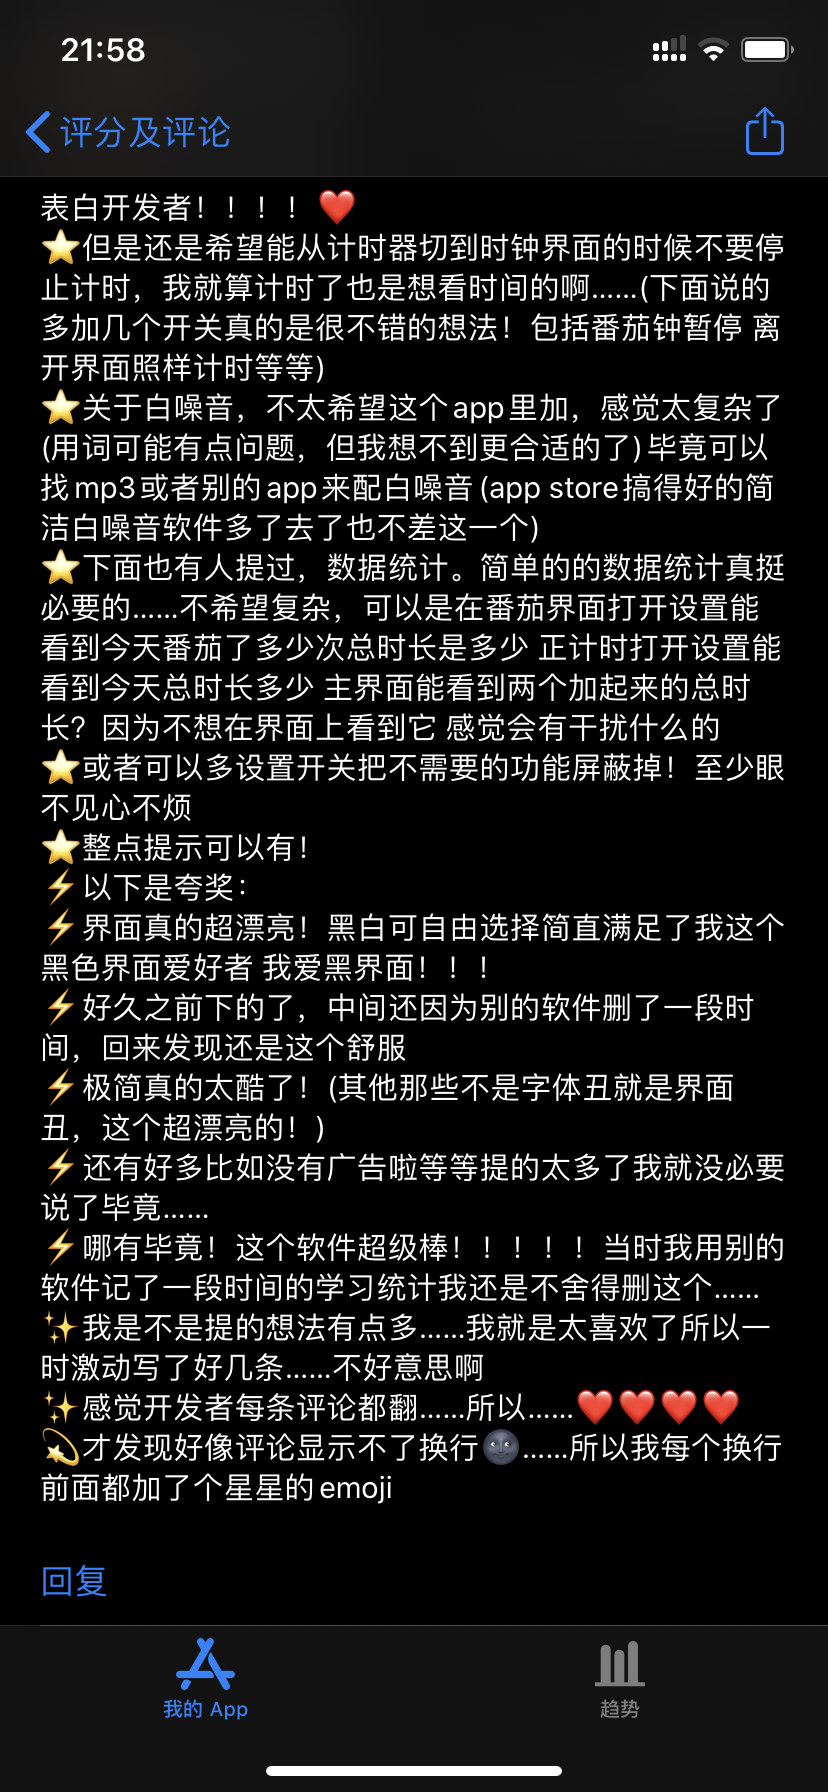 21:58
评分及评论
表白开发者！！！！❤️
⭐️但是还是希望能从计时器切到时钟界面的时候不要停
止计时，我就算计时了也是想看时间的啊……(下面说的
多加几个开关真的是很不错的想法！包括番茄钟暂停 离
开界面照样计时等等)
⭐️关于白噪音，不太希望这个app里加，感觉太复杂了
(用词可能有点问题，但我想不到更合适的了)毕竟可以
找mp3或者别的app来配白噪音(app store搞得好的简
洁白噪音软件多了去了也不差这一个)
⭐️下面也有人提过，数据统计。简单的的数据统计真挺
必要的……不希望复杂，可以是在番茄界面打开设置能
看到今天番茄了多少次总时长是多少 正计时打开设置能
看到今天总时长多少 主界面能看到两个加起来的总时
长？因为不想在界面上看到它 感觉会有干扰什么的
⭐️或者可以多设置开关把不需要的功能屏蔽掉！至少眼
不见心不烦
⭐️整点提示可以有！
⚡️以下是夸奖：
⚡️界面真的超漂亮！黑白可自由选择简直满足了我这个
黑色界面爱好者 我爱黑界面！！！
⚡️好久之前下的了，中间还因为别的软件删了一段时
间，回来发现还是这个舒服
⚡️极简真的太酷了！(其他那些不是字体丑就是界面
丑，这个超漂亮的！)
⚡️还有好多比如没有广告啦等等提的太多了我就没必要
说了毕竟……
⚡️哪有毕竟！这个软件超级棒！！！！！当时我用别的
软件记了一段时间的学习统计我还是不舍得删这个……
✨我是不是提的想法有点多……我就是太喜欢了所以一
时激动写了好几条……不好意思啊
✨感觉开发者每条评论都翻……所以……❤️❤️❤️❤️
💫才发现好像评论显示不了换行🌚……所以我每个换行
前面都加了个星星的emoji
回复
我的 App
趋势